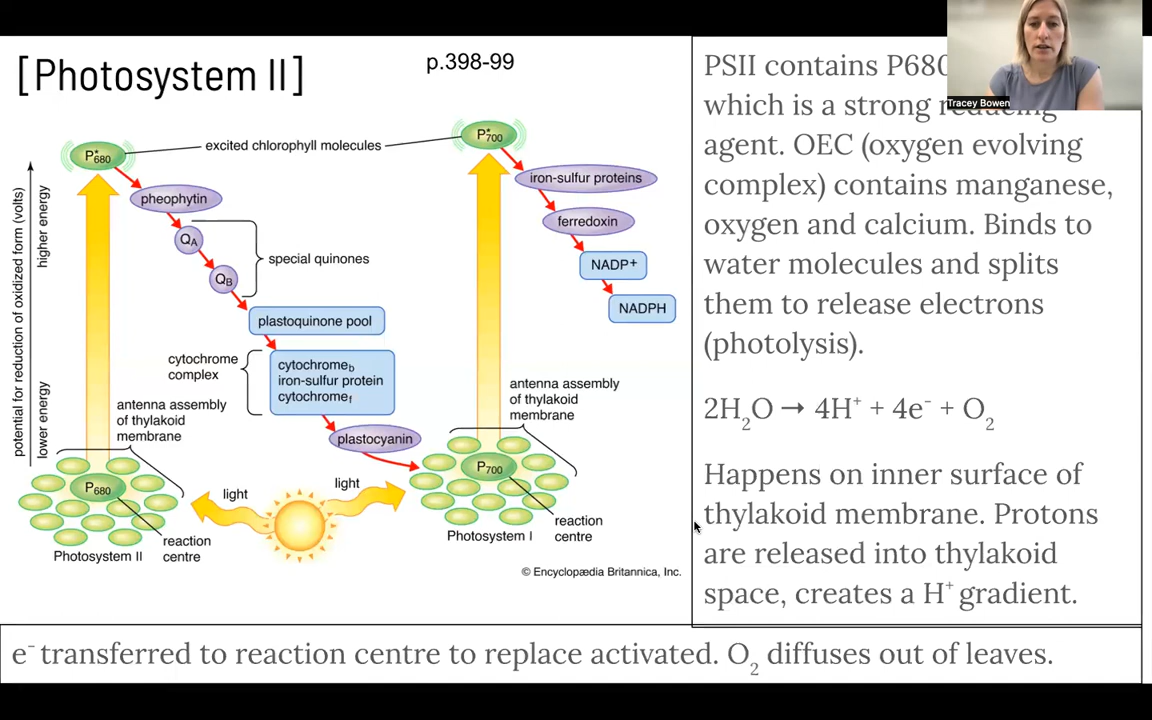 [Photosystem II]
p.398-99
P*680
excited chlorophyll molecules
P*700
pheophytin
QA
QB
special quinones
plastoquinone pool
cytochrome
complex
cytochromeb
iron-sulfur protein
cytochromef
plastocyanin
iron-sulfur proteins
ferredoxin
NADP+
NADPH
potential for reduction of oxidized form (volts)
higher energy
lower energy
antenna assembly
of thylakoid
membrane
P680
Photosystem II
reaction
centre
light
light
antenna assembly
of thylakoid
membrane
P700
Photosystem I
reaction
centre
© Encyclopædia Britannica, Inc.
PSII contains P680
which is a strong reducing
agent. OEC (oxygen evolving
complex) contains manganese,
oxygen and calcium. Binds to
water molecules and splits
them to release electrons
(photolysis).
2H₂O → 4H⁺ + 4e⁻ + O₂
Happens on inner surface of
thylakoid membrane. Protons
are released into thylakoid
space, creates a H⁺ gradient.
e⁻ transferred to reaction centre to replace activated. O₂ diffuses out of leaves.
Tracey Bowen